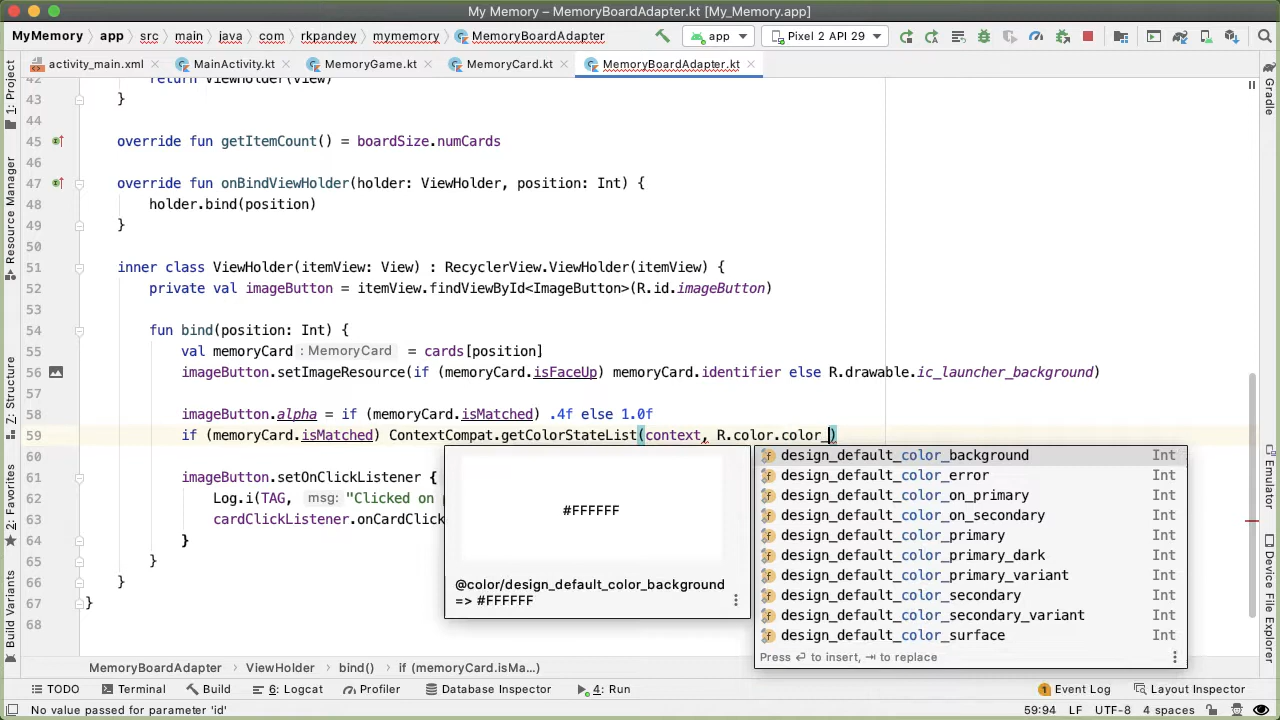 My Memory – MemoryBoardAdapter.kt [My_Memory.app]
MyMemory app src main java com rkpandey mymemory MemoryBoardAdapter app Pixel 2 API 29
activity_main.xml MainActivity.kt MemoryGame.kt MemoryCard.kt MemoryBoardAdapter.kt
1: Project
Resource Manager
7: Structure
2: Favorites
Build Variants
43 }
44
45 override fun getItemCount() = boardSize.numCards
46
47 override fun onBindViewHolder(holder: ViewHolder, position: Int) {
48 holder.bind(position)
49 }
50
51 inner class ViewHolder(itemView: View) : RecyclerView.ViewHolder(itemView) {
52 private val imageButton = itemView.findViewById<ImageButton>(R.id.imageButton)
53
54 fun bind(position: Int) {
55 val memoryCard : MemoryCard = cards[position]
56 imageButton.setImageResource(if (memoryCard.isFaceUp) memoryCard.identifier else R.drawable.ic_launcher_background)
57
58 imageButton.alpha = if (memoryCard.isMatched) .4f else 1.0f
59 if (memoryCard.isMatched) ContextCompat.getColorStateList(context, R.color.color_)
60
61 imageButton.setOnClickListener {
62 Log.i(TAG, msg: "Clicked on
63 cardClickListener.onCardClick
64 }
65 }
66 }
67 }
68
#FFFFFF
@color/design_default_color_background
=> #FFFFFF
design_default_color_background Int
design_default_color_error Int
design_default_color_on_primary Int
design_default_color_on_secondary Int
design_default_color_primary Int
design_default_color_primary_dark Int
design_default_color_primary_variant Int
design_default_color_secondary Int
design_default_color_secondary_variant Int
design_default_color_surface Int
Press ↩ to insert, ⇥ to replace
Gradle
Emulator
Device File Explorer
MemoryBoardAdapter ViewHolder bind() if (memoryCard.isMa...)
TODO Terminal Build 6: Logcat Profiler Database Inspector 4: Run 1 Event Log Layout Inspector
No value passed for parameter 'id' 59:94 LF UTF-8 4 spaces